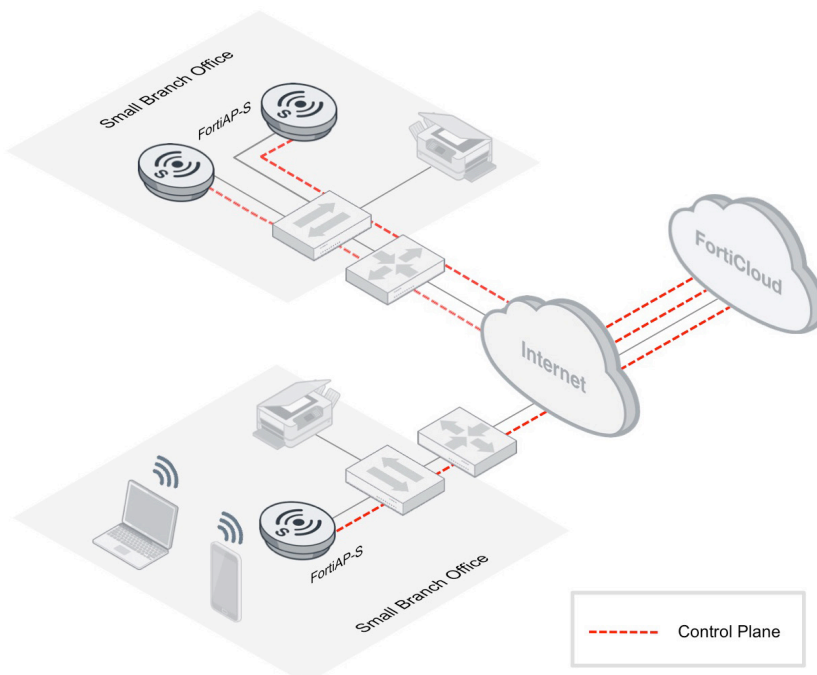 Small Branch Office
FortiAP-S
S
S
FortiCloud
Internet
S
FortiAP-S
Small Branch Office
Control Plane